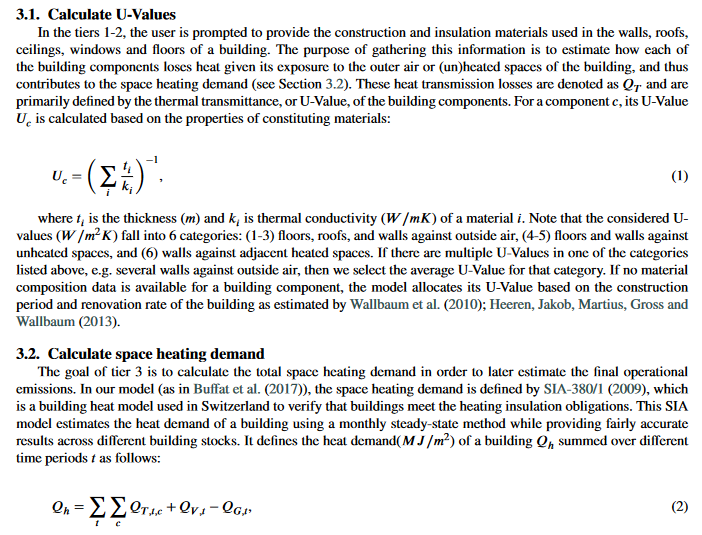 3.1. Calculate U-Values
In the tiers 1-2, the user is prompted to provide the construction and insulation materials used in the walls, roofs,
ceilings, windows and floors of a building. The purpose of gathering this information is to estimate how each of
the building components loses heat given its exposure to the outer air or (un)heated spaces of the building, and thus
contributes to the space heating demand (see Section 3.2). These heat transmission losses are denoted as Q_T and are
primarily defined by the thermal transmittance, or U-Value, of the building components. For a component c, its U-Value
U_c is calculated based on the properties of constituting materials:
U_c = (∑_i t_i/k_i)^{-1}, (1)
where t_i is the thickness (m) and k_i is thermal conductivity (W/mK) of a material i. Note that the considered U-
values (W/m²K) fall into 6 categories: (1-3) floors, roofs, and walls against outside air, (4-5) floors and walls against
unheated spaces, and (6) walls against adjacent heated spaces. If there are multiple U-Values in one of the categories
listed above, e.g. several walls against outside air, then we select the average U-Value for that category. If no material
composition data is available for a building component, the model allocates its U-Value based on the construction
period and renovation rate of the building as estimated by Wallbaum et al. (2010); Heeren, Jakob, Martius, Gross and
Wallbaum (2013).
3.2. Calculate space heating demand
The goal of tier 3 is to calculate the total space heating demand in order to later estimate the final operational
emissions. In our model (as in Buffat et al. (2017)), the space heating demand is defined by SIA-380/1 (2009), which
is a building heat model used in Switzerland to verify that buildings meet the heating insulation obligations. This SIA
model estimates the heat demand of a building using a monthly steady-state method while providing fairly accurate
results across different building stocks. It defines the heat demand(MJ/m²) of a building Q_h summed over different
time periods t as follows:
Q_h = ∑_t ∑_c Q_{T,t,c} + Q_{V,t} − Q_{G,t}, (2)